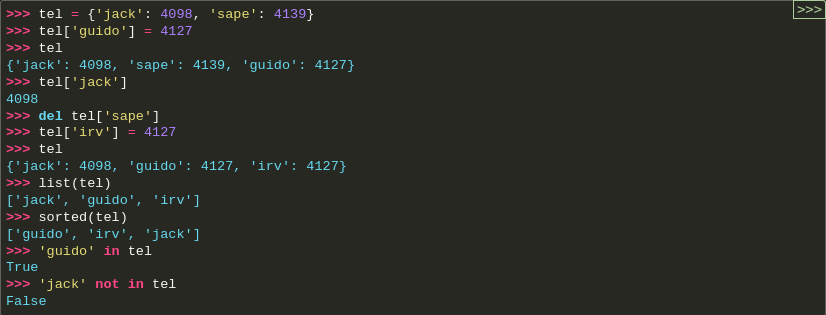 >>>
>>> tel = {'jack': 4098, 'sape': 4139}
>>> tel['guido'] = 4127
>>> tel
{'jack': 4098, 'sape': 4139, 'guido': 4127}
>>> tel['jack']
4098
>>> del tel['sape']
>>> tel['irv'] = 4127
>>> tel
{'jack': 4098, 'guido': 4127, 'irv': 4127}
>>> list(tel)
['jack', 'guido', 'irv']
>>> sorted(tel)
['guido', 'irv', 'jack']
>>> 'guido' in tel
True
>>> 'jack' not in tel
False